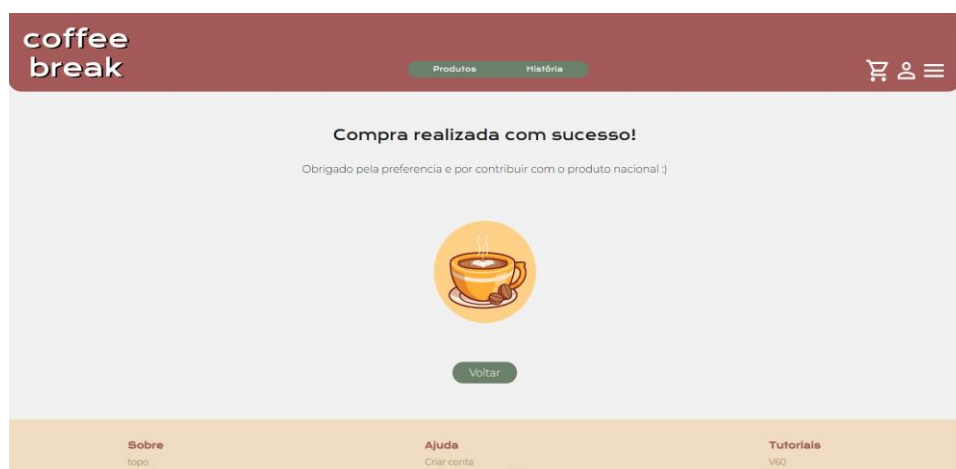 coffee
break
Produtos História
Compra realizada com sucesso!
Obrigado pela preferencia e por contribuir com o produto nacional :)
Voltar
Sobre Ajuda Tutoriais
topo Criar conta V60